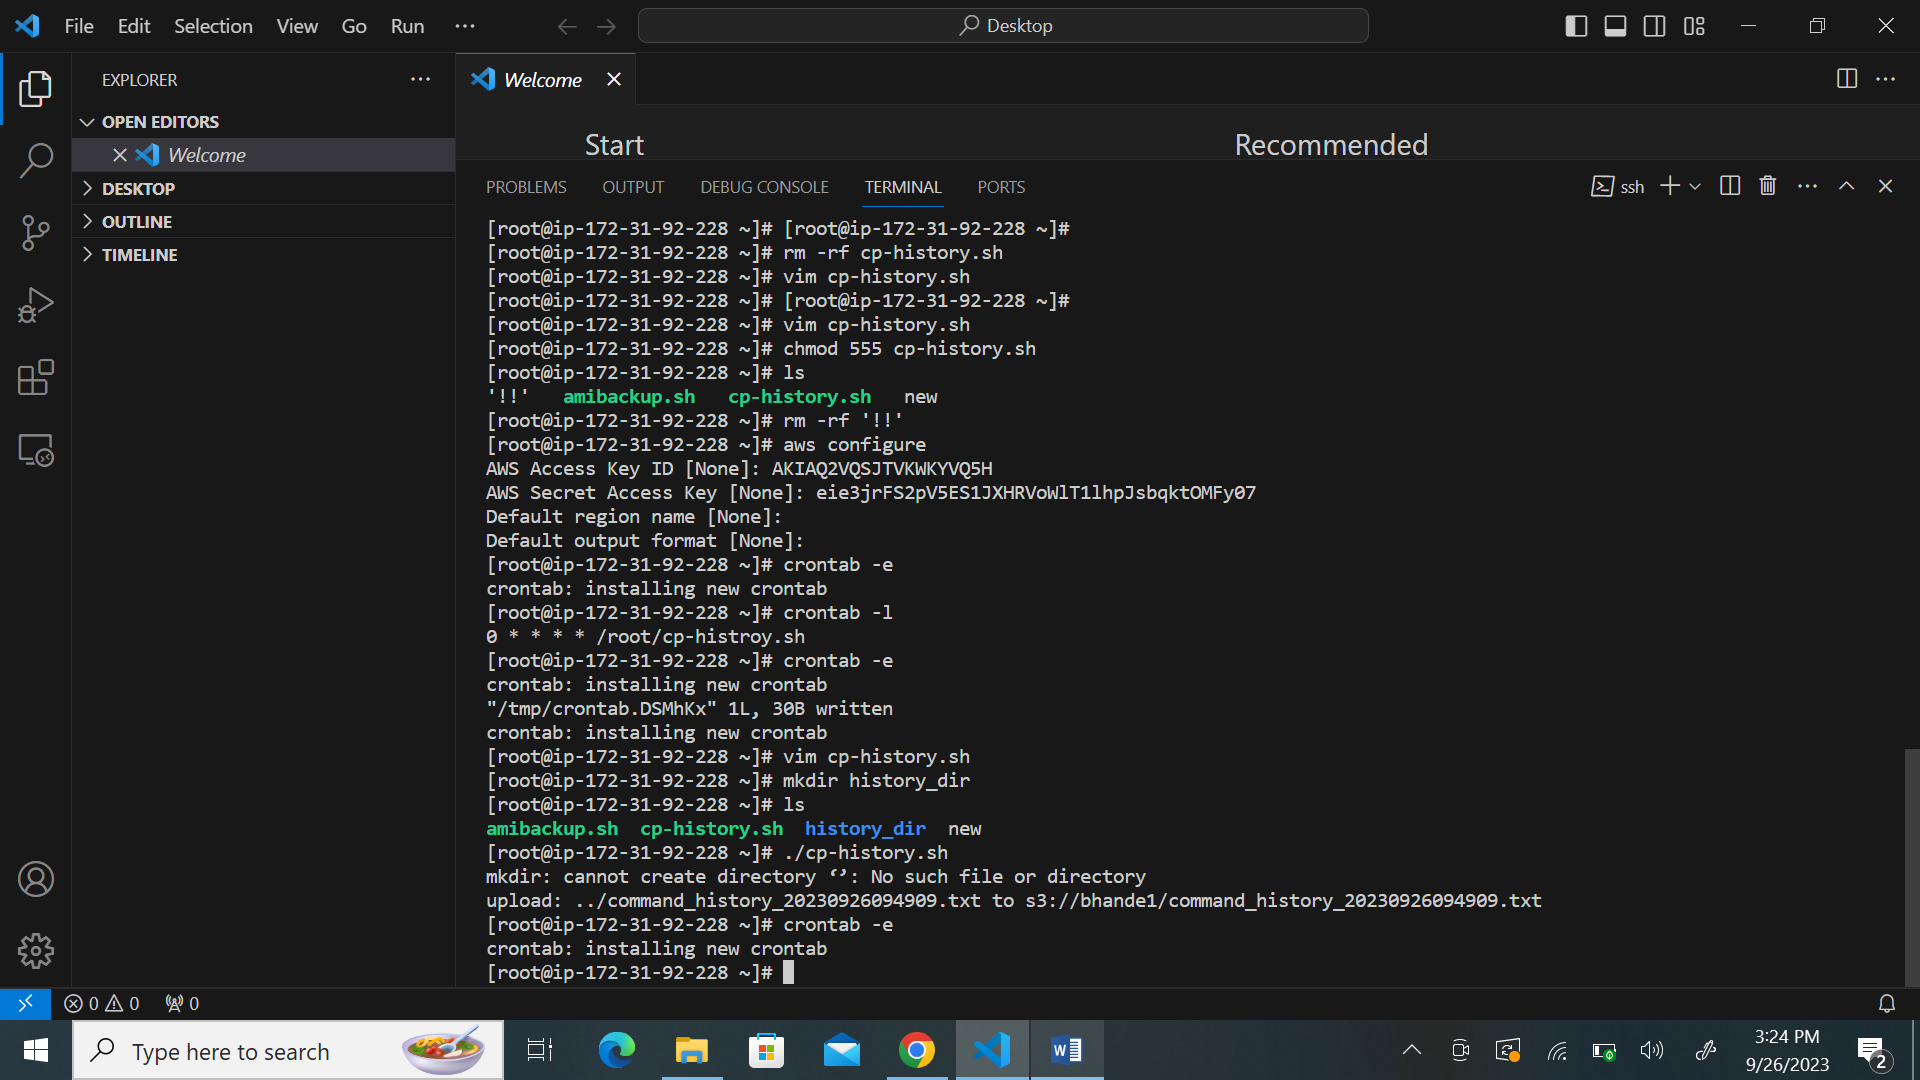 File Edit Selection View Go Run ···
Desktop
EXPLORER
OPEN EDITORS
Welcome
DESKTOP
OUTLINE
TIMELINE
Welcome
Start Recommended
PROBLEMS OUTPUT DEBUG CONSOLE TERMINAL PORTS
ssh
[root@ip-172-31-92-228 ~]# [root@ip-172-31-92-228 ~]#
[root@ip-172-31-92-228 ~]# rm -rf cp-history.sh
[root@ip-172-31-92-228 ~]# vim cp-history.sh
[root@ip-172-31-92-228 ~]# [root@ip-172-31-92-228 ~]#
[root@ip-172-31-92-228 ~]# vim cp-history.sh
[root@ip-172-31-92-228 ~]# chmod 555 cp-history.sh
[root@ip-172-31-92-228 ~]# ls
'!!' amibackup.sh cp-history.sh new
[root@ip-172-31-92-228 ~]# rm -rf '!!'
[root@ip-172-31-92-228 ~]# aws configure
AWS Access Key ID [None]: AKIAQ2VQSJTVKWKYVQ5H
AWS Secret Access Key [None]: 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
Default region name [None]:
Default output format [None]:
[root@ip-172-31-92-228 ~]# crontab -e
crontab: installing new crontab
[root@ip-172-31-92-228 ~]# crontab -l
0 * * * * /root/cp-histroy.sh
[root@ip-172-31-92-228 ~]# crontab -e
crontab: installing new crontab
"/tmp/crontab.DSMhKx" 1L, 30B written
crontab: installing new crontab
[root@ip-172-31-92-228 ~]# vim cp-history.sh
[root@ip-172-31-92-228 ~]# mkdir history_dir
[root@ip-172-31-92-228 ~]# ls
amibackup.sh cp-history.sh history_dir new
[root@ip-172-31-92-228 ~]# ./cp-history.sh
mkdir: cannot create directory ‘’: No such file or directory
upload: ../command_history_20230926094909.txt to s3://bhande1/command_history_20230926094909.txt
[root@ip-172-31-92-228 ~]# crontab -e
crontab: installing new crontab
[root@ip-172-31-92-228 ~]#
0 0 0
Type here to search
3:24 PM
9/26/2023
2